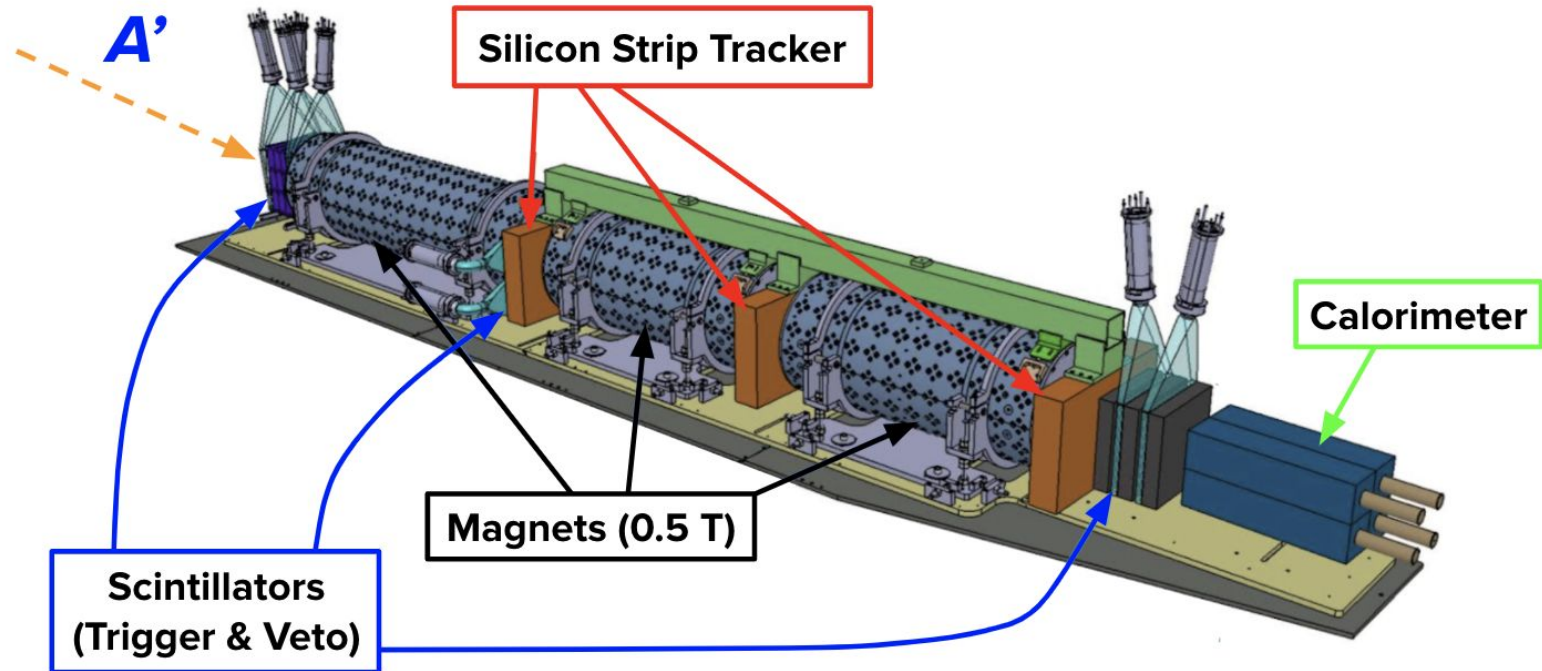 A'
Silicon Strip Tracker
Calorimeter
Magnets (0.5 T)
Scintillators
(Trigger & Veto)